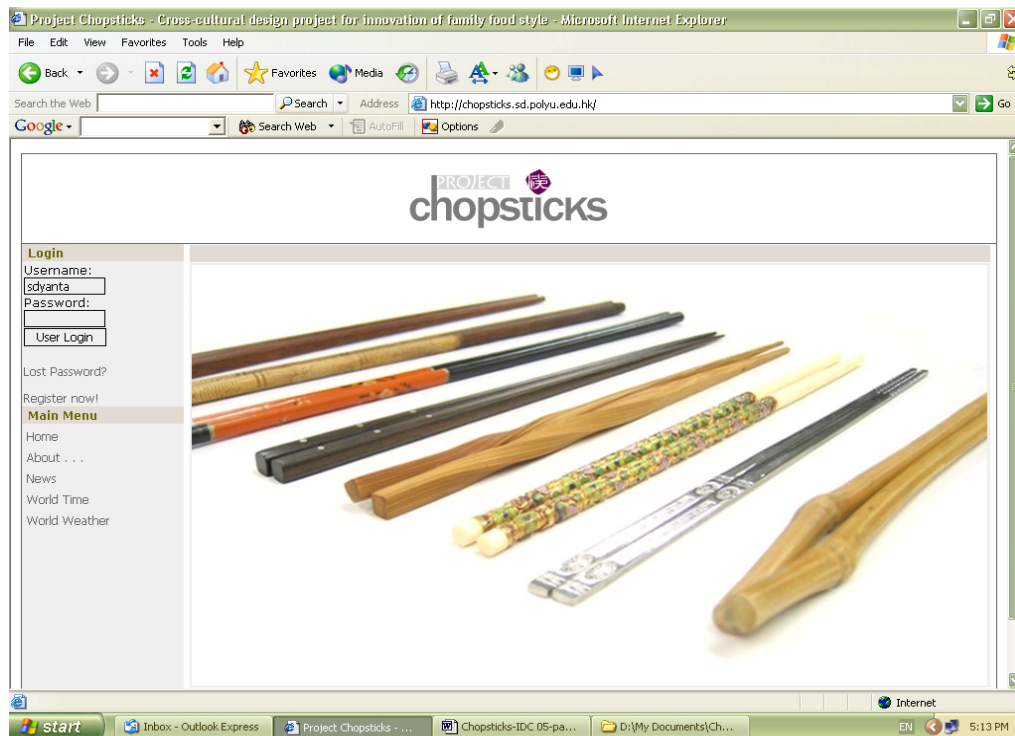 Project Chopsticks - Cross-cultural design project for innovation of family food style - Microsoft Internet Explorer
File Edit View Favorites Tools Help
Back Favorites Media
Search the Web Search Address http://chopsticks.sd.polyu.edu.hk/ Go
Google Search Web AutoFill Options
PROJECT
chopsticks
Login
Username:
sdyanta
Password:
User Login
Lost Password?
Register now!
Main Menu
Home
About . . .
News
World Time
World Weather
Internet
start Inbox - Outlook Express Project Chopsticks - ... Chopsticks-IDC 05-pa... D:\My Documents\Ch... EN 5:13 PM